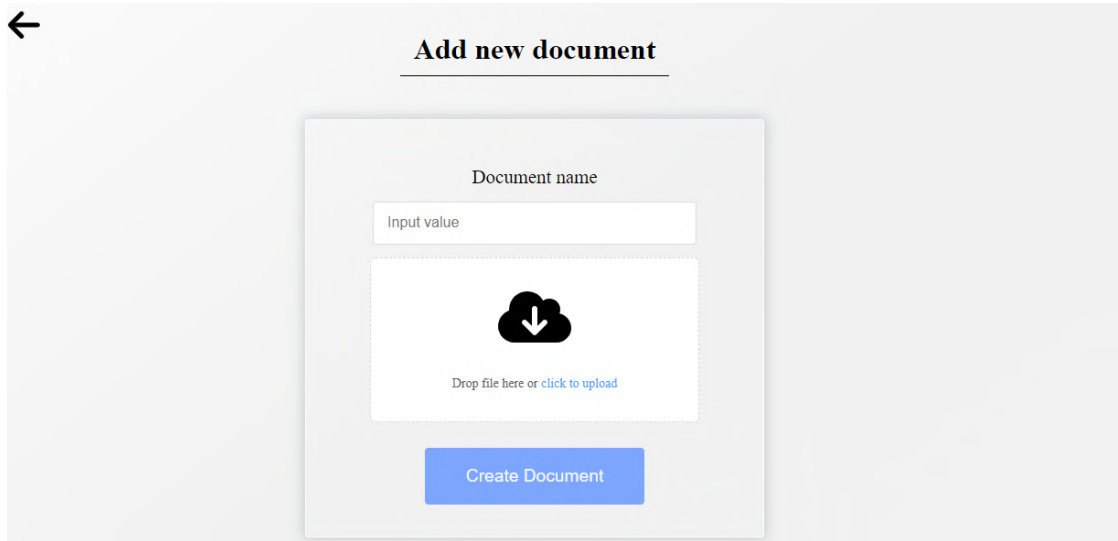 Add new document
Document name
Input value
Drop file here or click to upload
Create Document